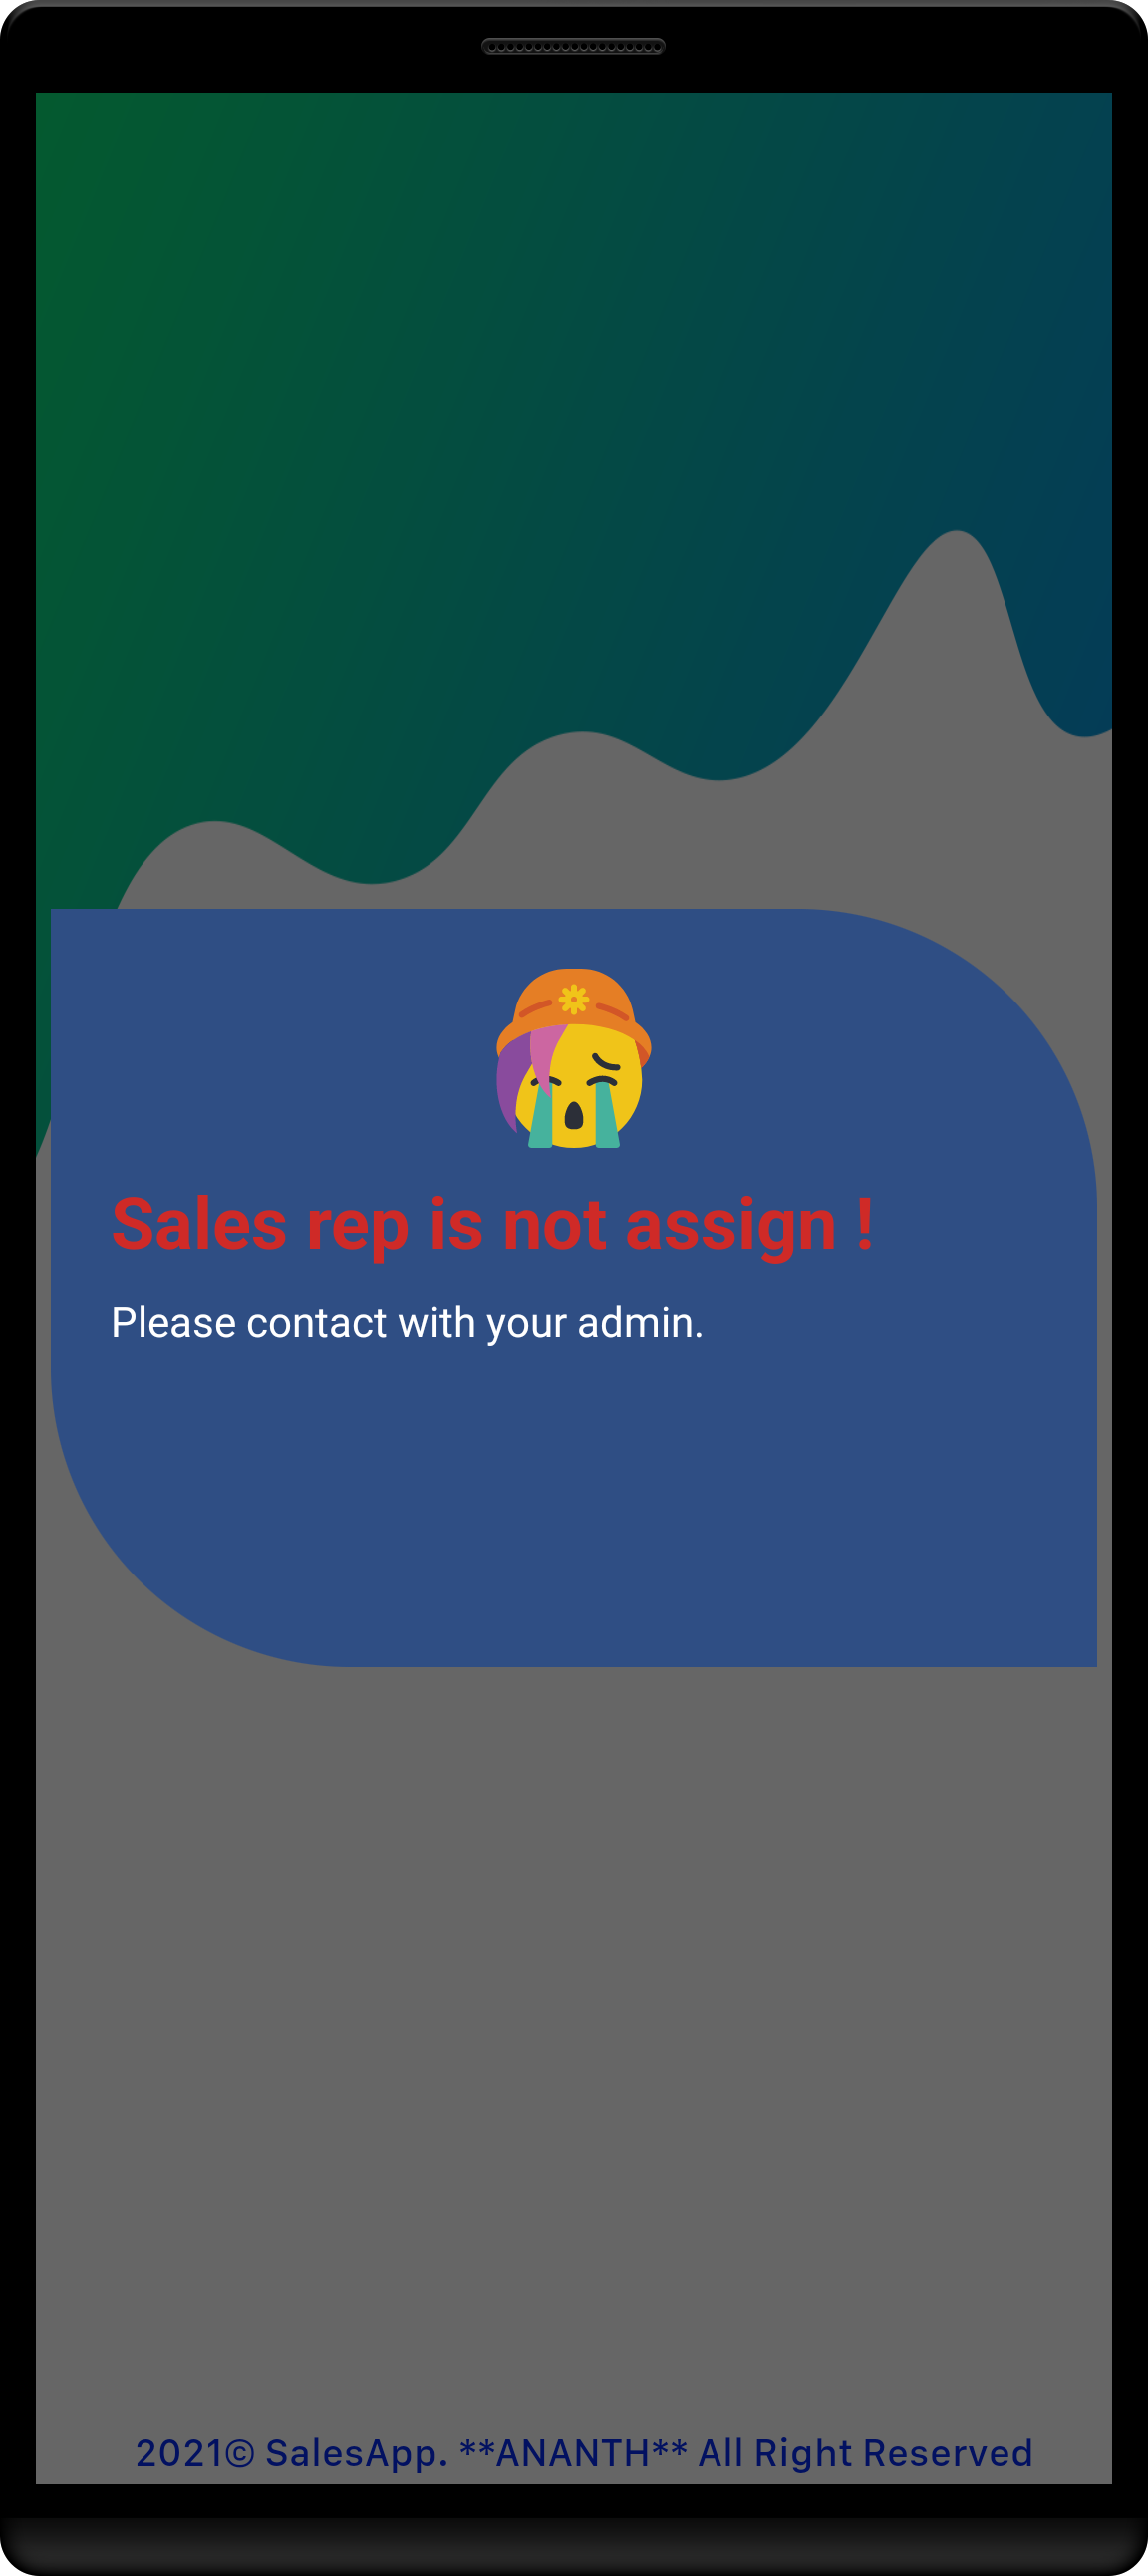 Sales rep is not assign !
Please contact with your admin.
2021© SalesApp. **ANANTH** All Right Reserved